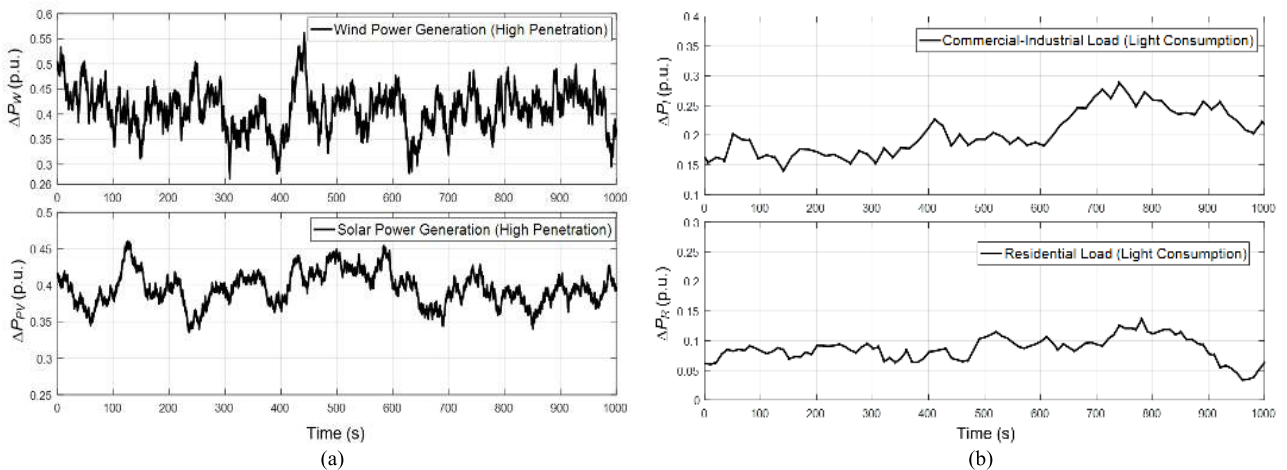 0.6
0.55
0.5
0.45
0.4
0.35
0.3
0.26
ΔP_W (p.u.)
Wind Power Generation (High Penetration)
0 100 200 300 400 500 600 700 800 900 1000
0.5
0.45
0.4
0.35
0.3
0.25
ΔP_PV (p.u.)
Solar Power Generation (High Penetration)
0 100 200 300 400 500 600 700 800 900 1000
Time (s)
(a)
0.4
0.35
0.3
0.25
0.2
0.15
0.1
ΔP_I (p.u.)
Commercial-Industrial Load (Light Consumption)
0 100 200 300 400 500 600 700 800 900 1000
0.3
0.25
0.2
0.15
0.1
0.05
0
ΔP_R (p.u.)
Residential Load (Light Consumption)
0 100 200 300 400 500 600 700 800 900 1000
Time (s)
(b)